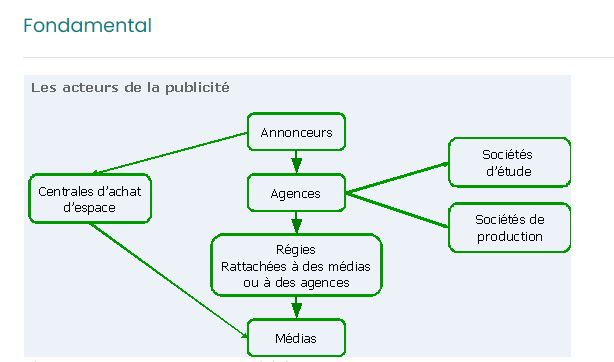 Fondamental
Les acteurs de la publicité
Annonceurs
Centrales d'achat
d'espace
Agences
Sociétés
d'étude
Sociétés de
production
Régies
Rattachées à des médias
ou à des agences
Médias